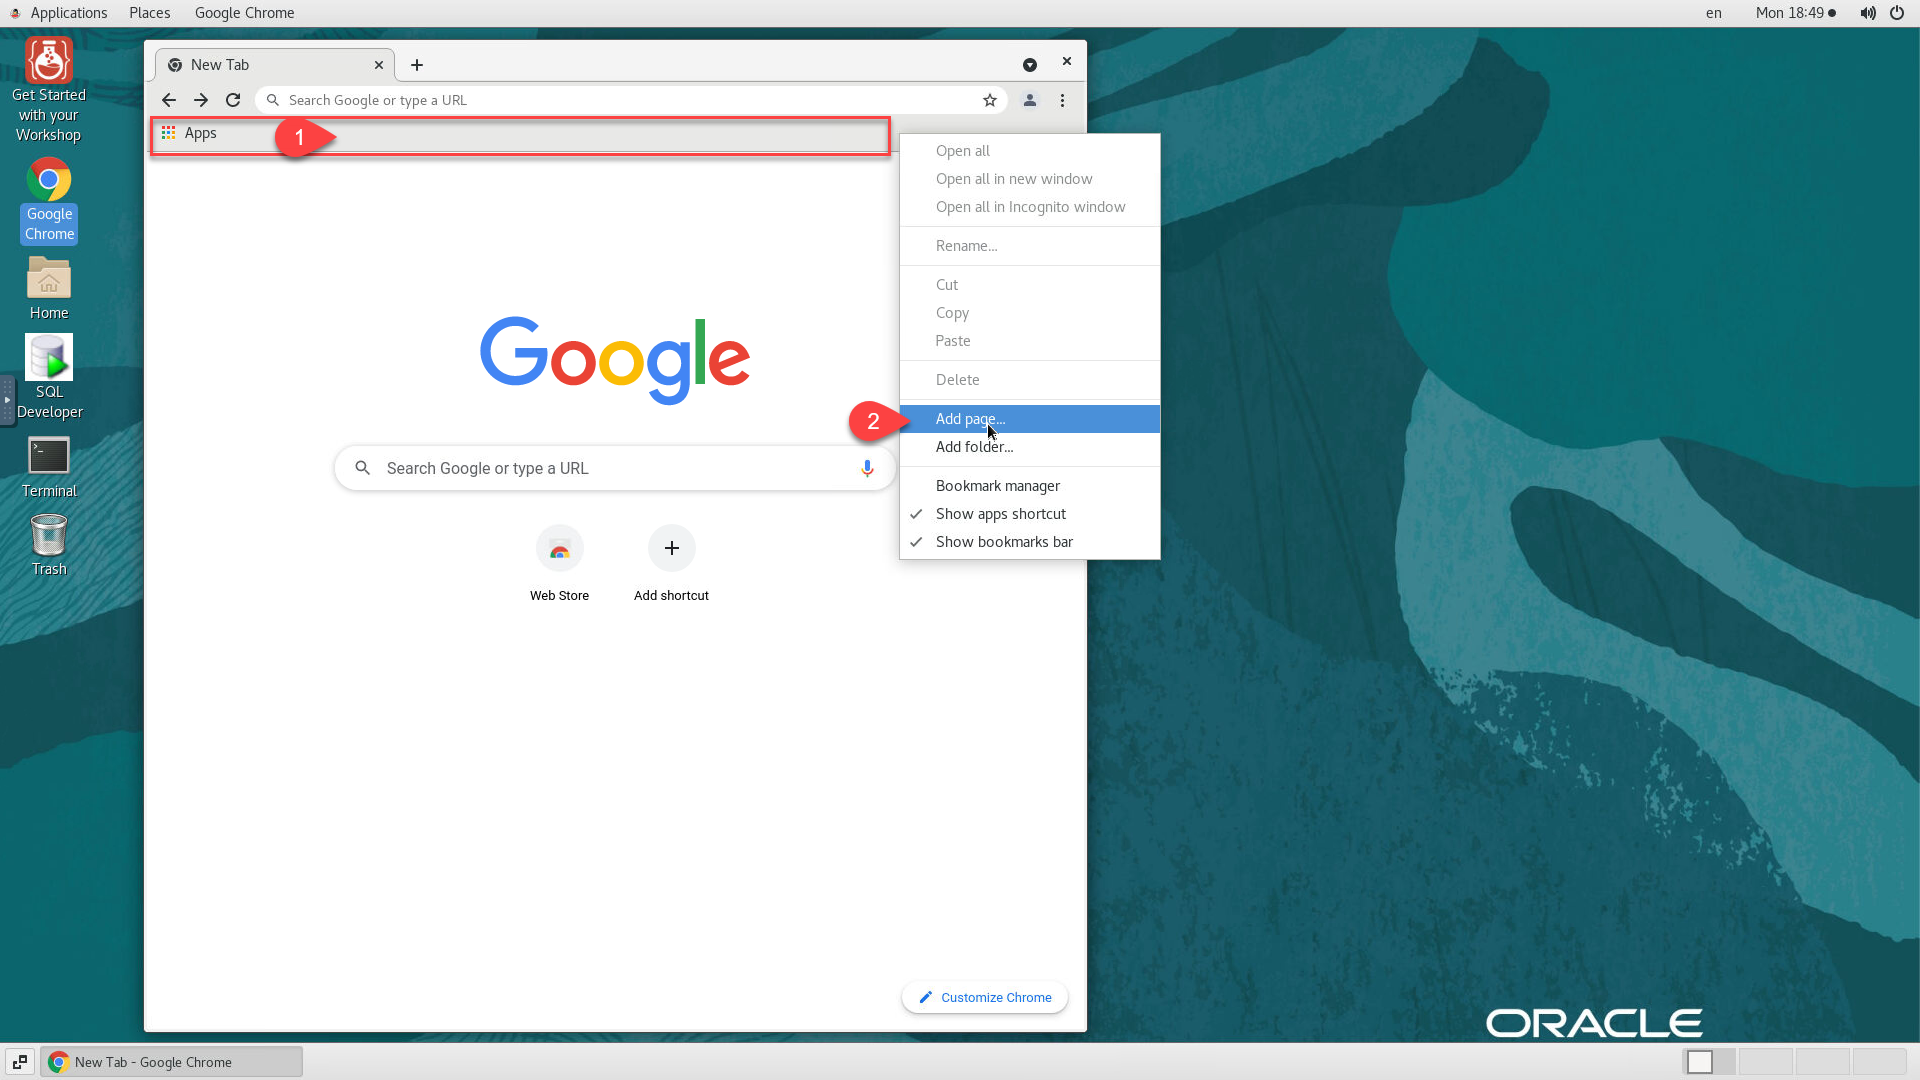 Applications Places Google Chrome en Mon 18:49
Get Started
with your
Workshop
Google
Chrome
Home
SQL
Developer
Terminal
Trash
New Tab
Search Google or type a URL
Apps
1
Open all
Open all in new window
Open all in Incognito window
Rename...
Cut
Copy
Paste
Delete
2
Add page...
Add folder...
Bookmark manager
Show apps shortcut
Show bookmarks bar
Google
Search Google or type a URL
Web Store Add shortcut
Customize Chrome
ORACLE
New Tab - Google Chrome